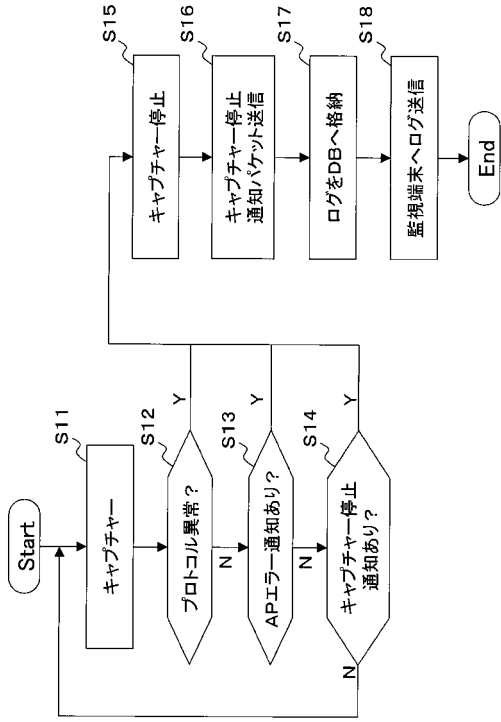 Start
S11
キャプチャー
S12
プロトコル異常?
Y
N
S13
APエラー通知あり?
Y
N
S14
キャプチャー停止
通知あり?
Y
N
S15
キャプチャー停止
S16
キャプチャー停止
通知パケット送信
S17
ログをDBへ格納
S18
監視端末へログ送信
End